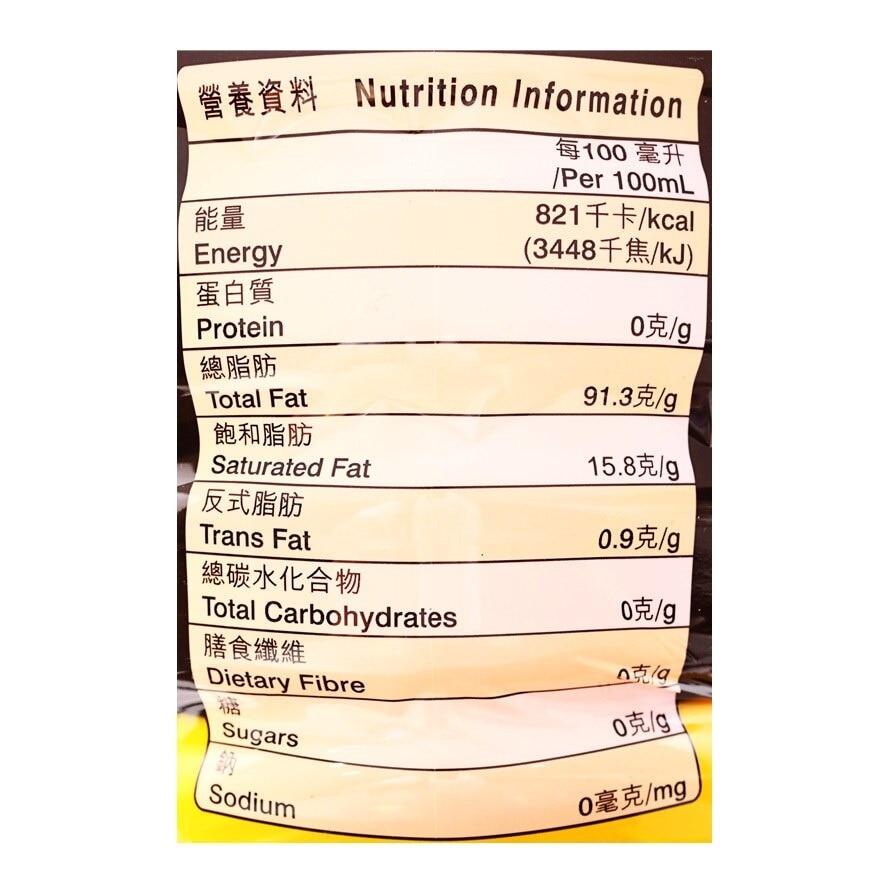 營養資料 Nutrition Information
每100 毫升
/Per 100mL
能量 821千卡/kcal
Energy (3448千焦/kJ)
蛋白質
Protein 0克/g
總脂肪
Total Fat 91.3克/g
飽和脂肪
Saturated Fat 15.8克/g
反式脂肪
Trans Fat 0.9克/g
總碳水化合物
Total Carbohydrates 0克/g
膳食纖維
Dietary Fibre 0克/g
糖
Sugars 0克/g
鈉
Sodium 0毫克/mg